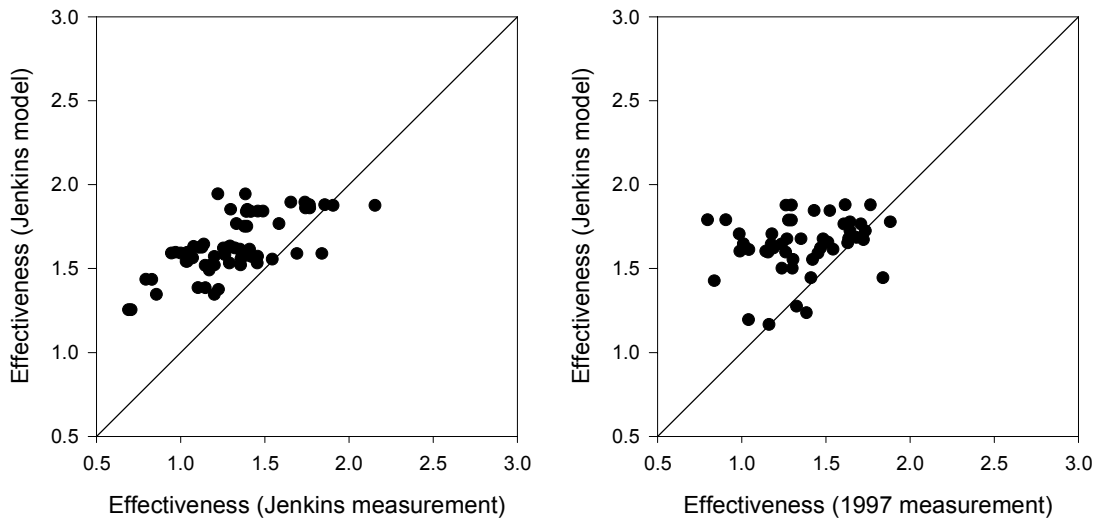 3.0
2.5
2.0
1.5
1.0
0.5
0.5 1.0 1.5 2.0 2.5 3.0
Effectiveness (Jenkins model)
Effectiveness (Jenkins measurement)
3.0
2.5
2.0
1.5
1.0
0.5
0.5 1.0 1.5 2.0 2.5 3.0
Effectiveness (Jenkins model)
Effectiveness (1997 measurement)